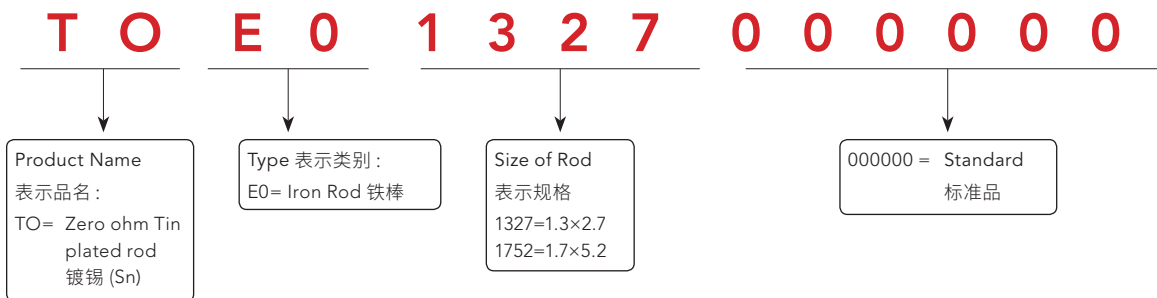 T O E 0 1 3 2 7 0 0 0 0 0 0
Product Name
表示品名 :
TO= Zero ohm Tin
plated rod
镀锡 (Sn)
Type 表示类别 :
E0= Iron Rod 铁棒
Size of Rod
表示规格
1327=1.3×2.7
1752=1.7×5.2
000000 = Standard
标准品